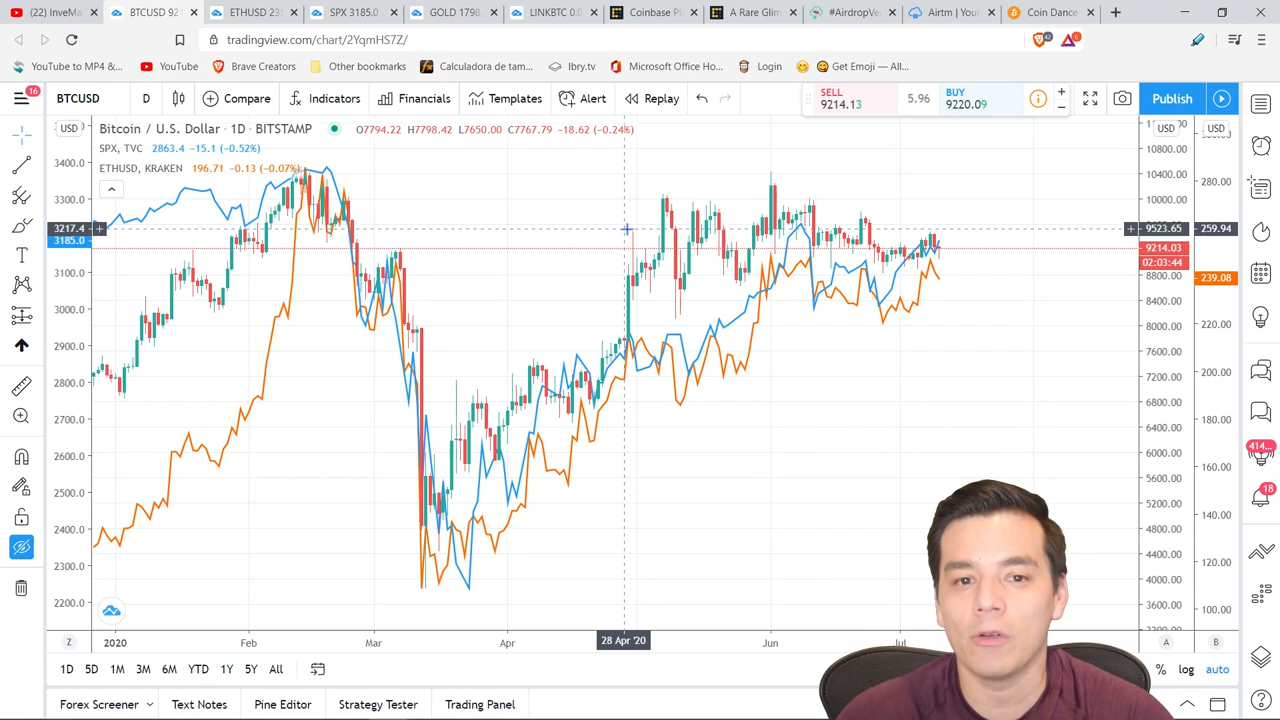 (22) InveMa
BTCUSD 921
ETHUSD 239
SPX 3185.0
GOLD 1798
LINKBTC 0.0
Coinbase Pl
A Rare Glim
#AirdropVe
Airtm | Your
Coin Dance
tradingview.com/chart/2YqmHS7Z/
YouTube to MP4 &...
YouTube
Brave Creators
Other bookmarks
Calculadora de tam...
lbry.tv
Microsoft Office Ho...
Login
Get Emoji — All...
16
BTCUSD
D
Compare
Indicators
Financials
Templates
Alert
Replay
SELL
9214.13
5.96
BUY
9220.09
Publish
USD
Bitcoin / U.S. Dollar · 1D · BITSTAMP
O7794.22 H7798.42 L7650.00 C7767.79 −18.62 (−0.24%)
SPX, TVC 2863.4 −15.1 (−0.52%)
ETHUSD, KRAKEN 196.71 −0.13 (−0.07%)
3400.0
3300.0
3217.4
3185.0
3100.0
3000.0
2900.0
2800.0
2700.0
2600.0
2500.0
2400.0
2300.0
2200.0
USD
USD
10800.00
10400.00
10000.00
9523.65
9214.03
02:03:44
8800.00
8400.00
8000.00
7600.00
7200.00
6800.00
6400.00
6000.00
5600.00
5200.00
4800.00
4400.00
4000.00
3600.00
280.00
259.94
239.08
220.00
200.00
180.00
160.00
140.00
120.00
100.00
414...
18
Z
2020
Feb
Mar
Apr
28 Apr '20
Jun
Jul
A
B
1D
5D
1M
3M
6M
YTD
1Y
5Y
All
%
log
auto
Forex Screener
Text Notes
Pine Editor
Strategy Tester
Trading Panel